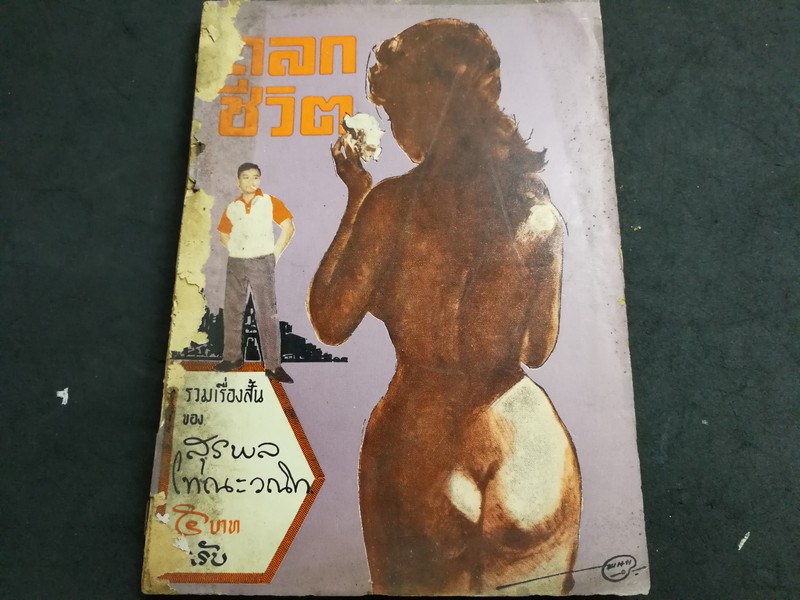 ตลก
ชีวิต
รวมเรื่องสั้น
ของ
สุรพล
โทณะวณิก
๕ บาท